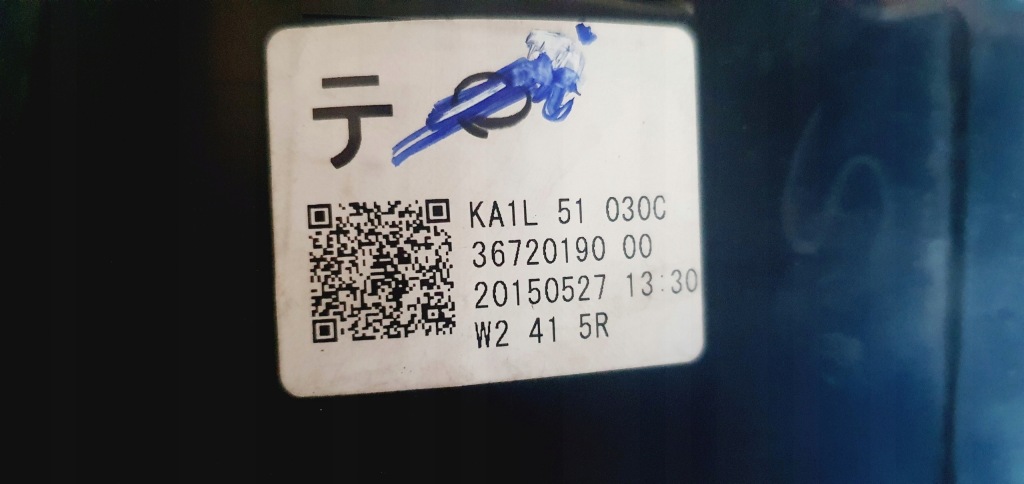 テ
KA1L 51 030C
36720190 00
20150527 13:30
W2 41 5R